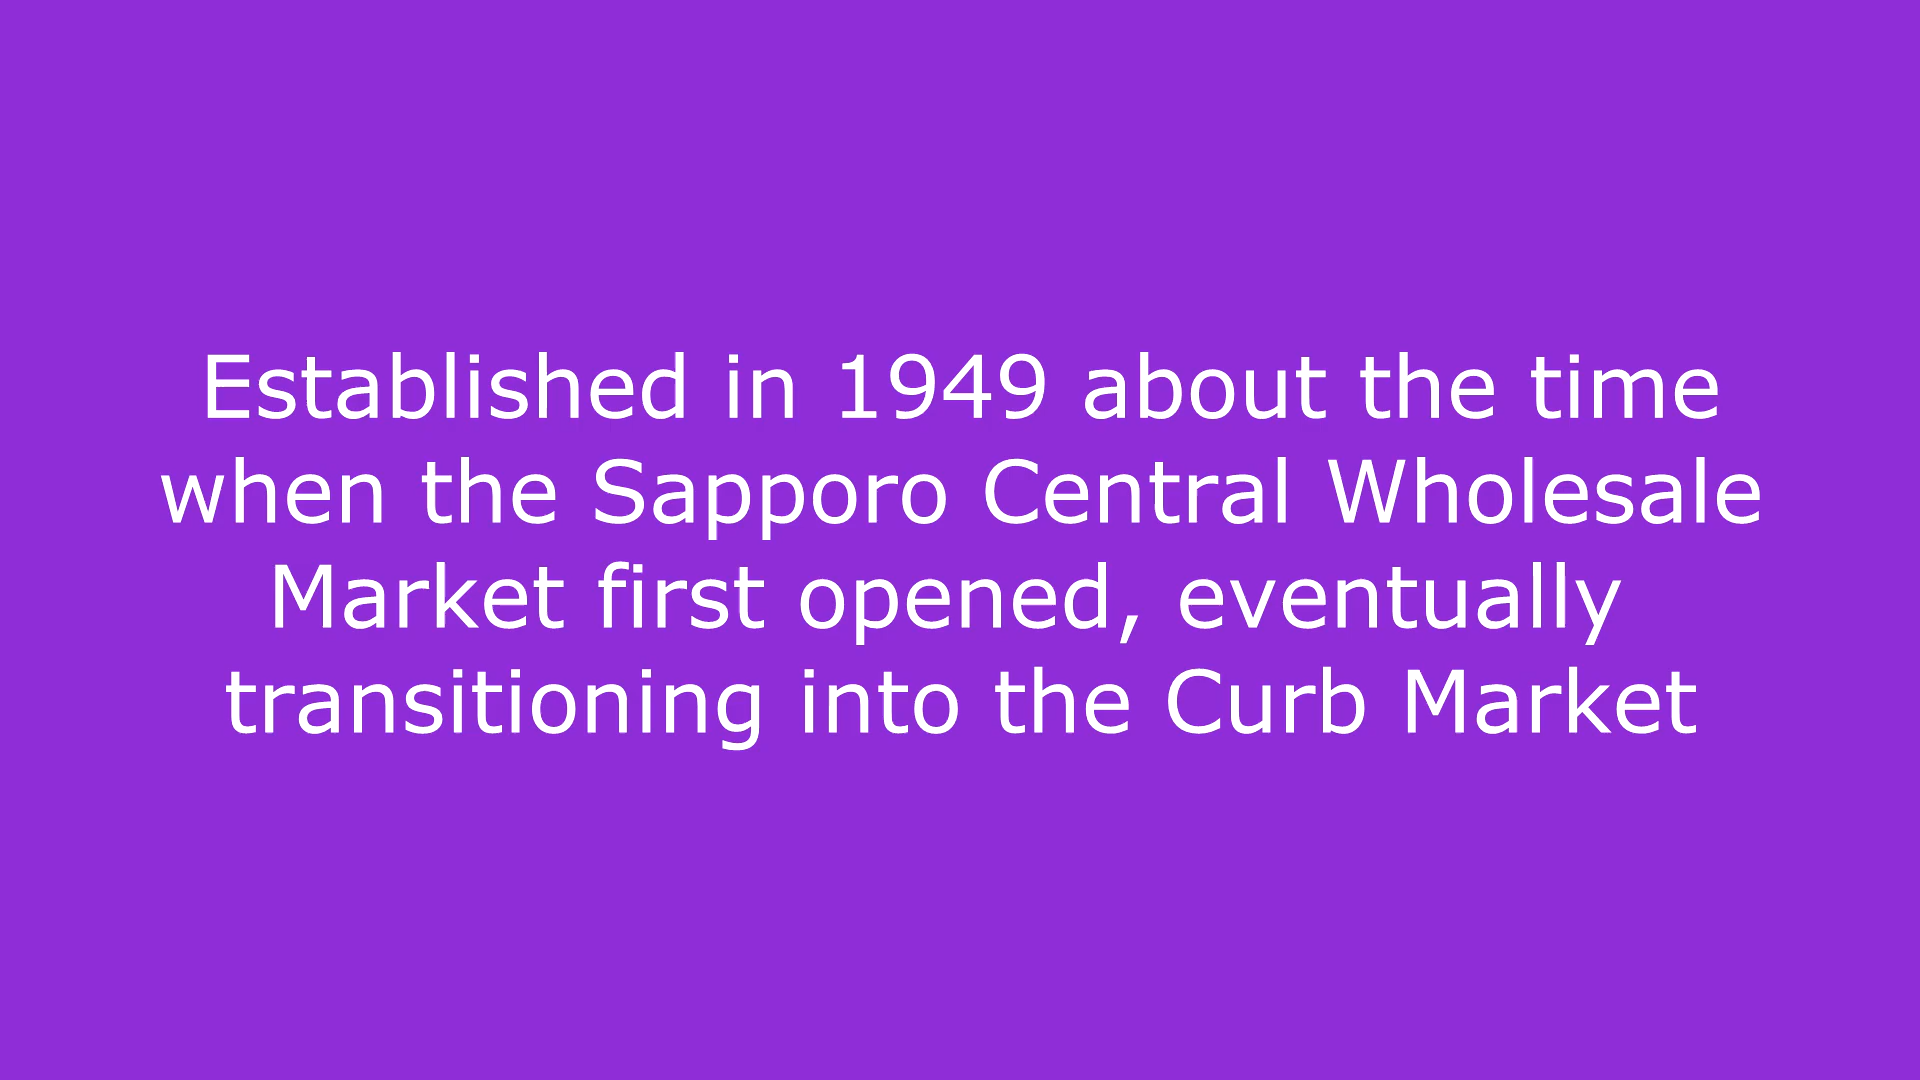 Established in 1949 about the time
when the Sapporo Central Wholesale
Market first opened, eventually
transitioning into the Curb Market